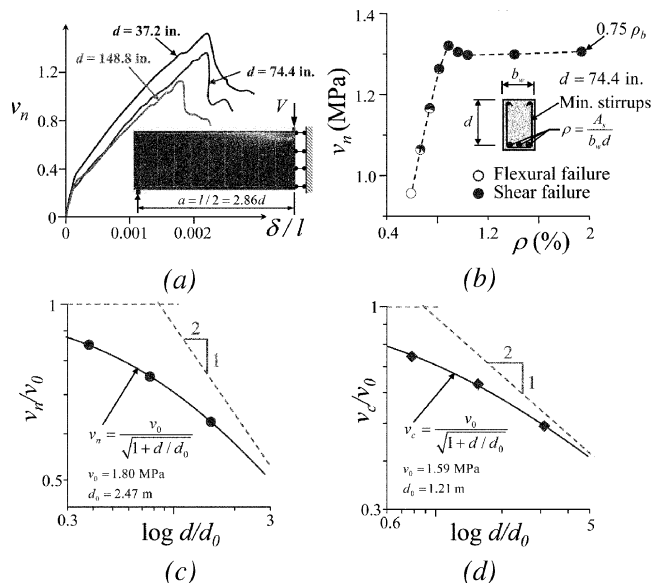 d = 37.2 in.
d = 148.8 in.
d = 74.4 in.
V
a = l / 2 = 2.86d
v_n
1.2
0.8
0.4
0
0
0.001
0.002
δ / l
(a)
v_n (MPa)
1.4
1.2
1.0
0.9
0.4
1.2
2
ρ (%)
0.75 ρ_b
b_w
d = 74.4 in.
d
Min. stirrups
ρ = A_s / b_w d
Flexural failure
Shear failure
(b)
v_n/v_0
1
0.5
0.3
3
log d/d_0
2
1
v_n = v_0 / √1 + d / d_0
v_0 = 1.80 MPa
d_0 = 2.47 m
(c)
v_c/v_0
1
0.3
0.6
5
log d/d_0
2
1
v_c = v_0 / √1 + d / d_0
v_0 = 1.59 MPa
d_0 = 1.21 m
(d)